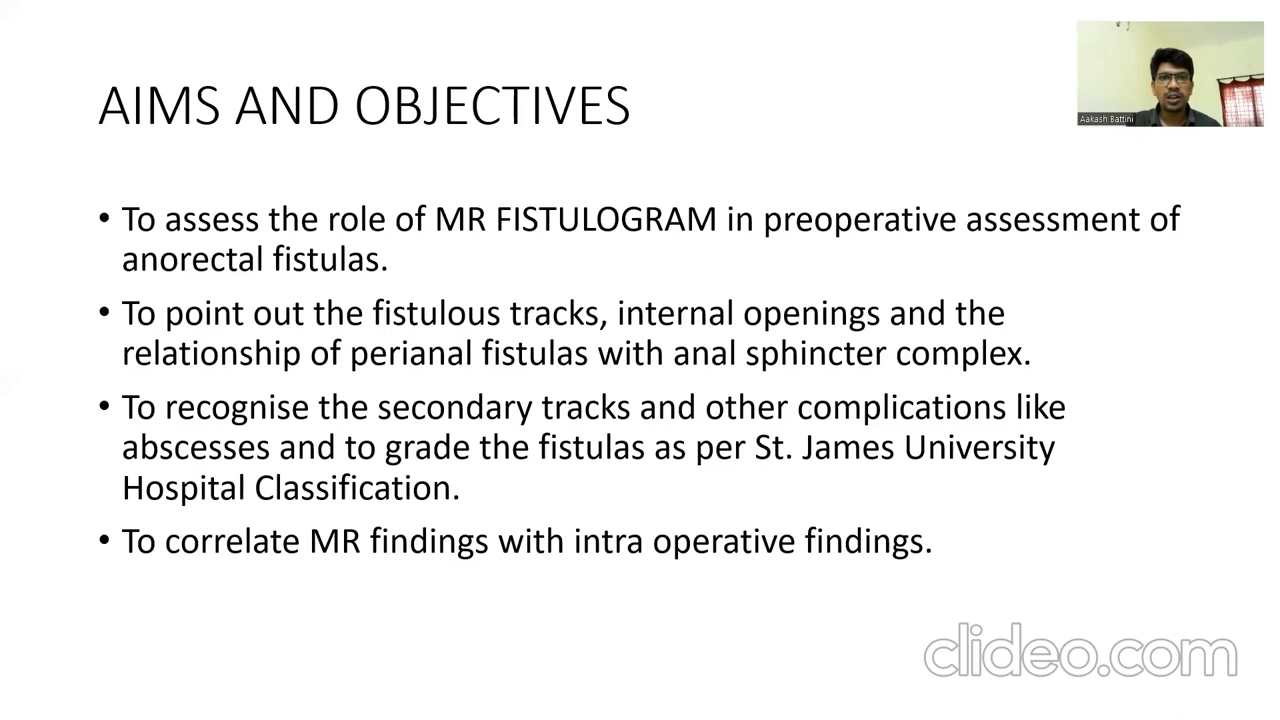 AIMS AND OBJECTIVES
Aakash Battini
• To assess the role of MR FISTULOGRAM in preoperative assessment of
anorectal fistulas.
• To point out the fistulous tracks, internal openings and the
relationship of perianal fistulas with anal sphincter complex.
• To recognise the secondary tracks and other complications like
abscesses and to grade the fistulas as per St. James University
Hospital Classification.
• To correlate MR findings with intra operative findings.
clideo.com